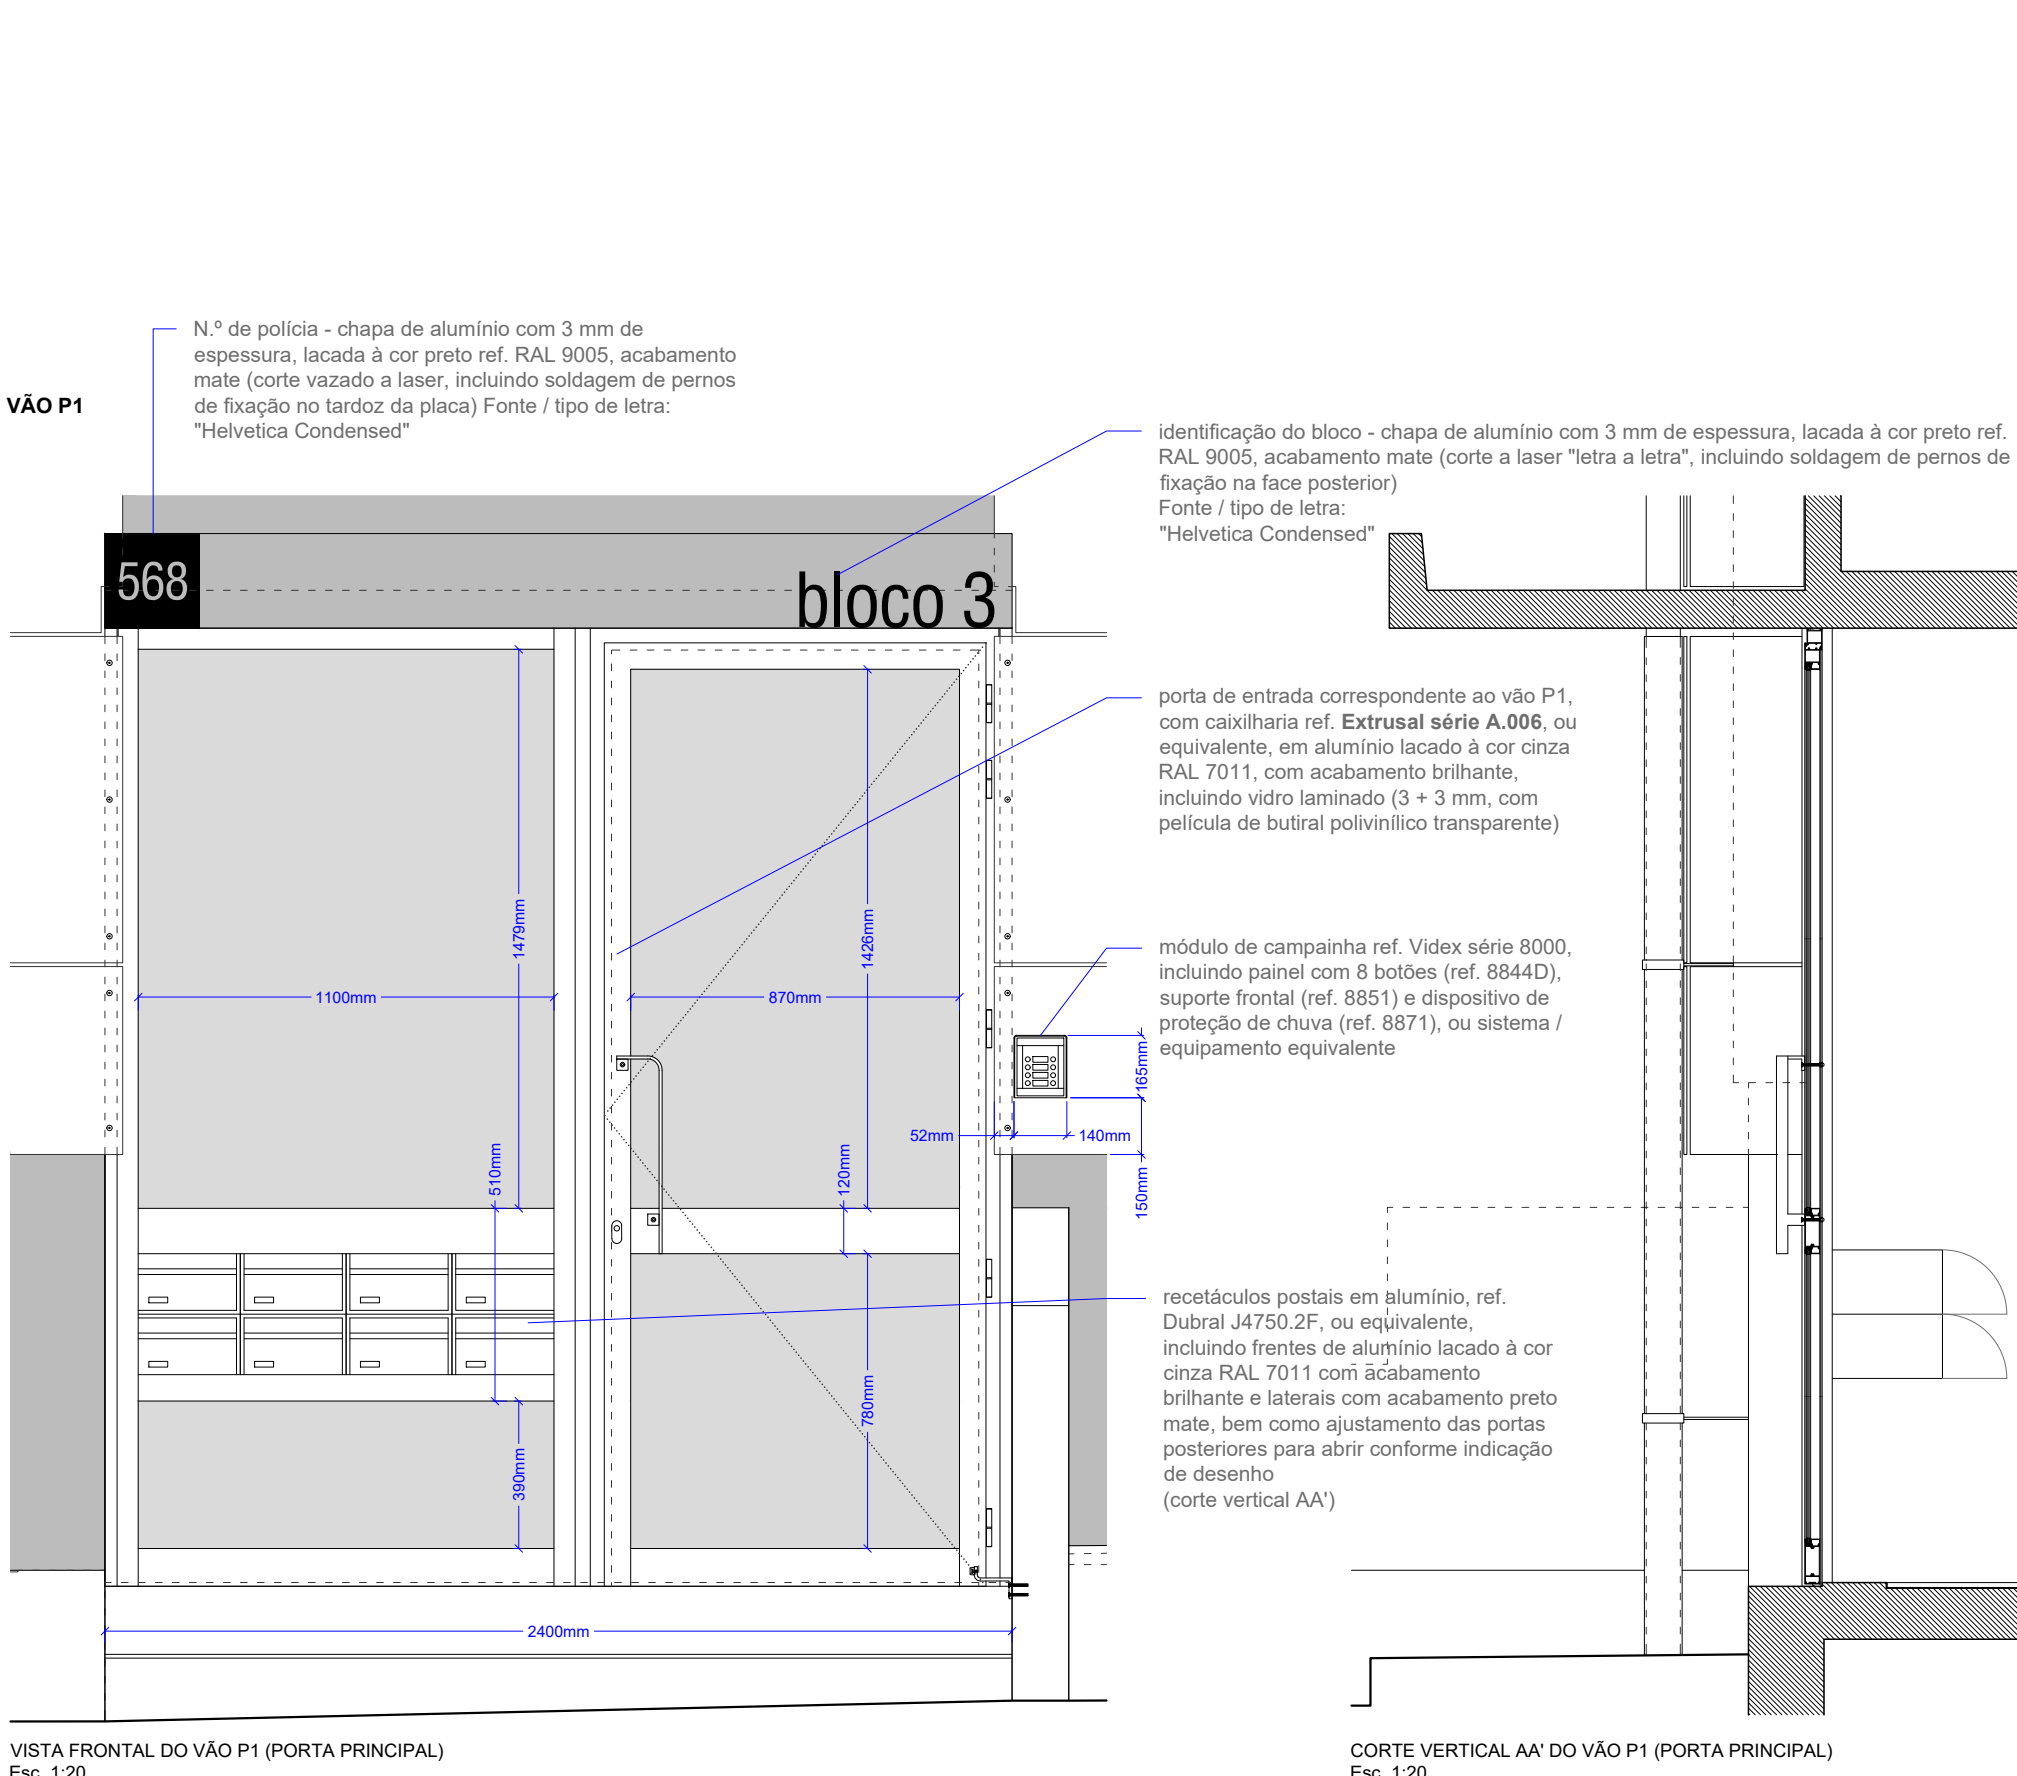 N.º de polícia - chapa de alumínio com 3 mm de
espessura, lacada à cor preto ref. RAL 9005, acabamento
mate (corte vazado a laser, incluindo soldagem de pernos
de fixação no tardoz da placa) Fonte / tipo de letra:
"Helvetica Condensed"
VÃO P1
identificação do bloco - chapa de alumínio com 3 mm de espessura, lacada à cor preto ref.
RAL 9005, acabamento mate (corte a laser "letra a letra", incluindo soldagem de pernos de
fixação na face posterior)
Fonte / tipo de letra:
"Helvetica Condensed"
568
bloco 3
porta de entrada correspondente ao vão P1,
com caixilharia ref. Extrusal série A.006, ou
equivalente, em alumínio lacado à cor cinza
RAL 7011, com acabamento brilhante,
incluindo vidro laminado (3 + 3 mm, com
película de butiral polivinílico transparente)
1479mm
1426mm
1100mm
870mm
módulo de campainha ref. Videx série 8000,
incluindo painel com 8 botões (ref. 8844D),
suporte frontal (ref. 8851) e dispositivo de
proteção de chuva (ref. 8871), ou sistema /
equipamento equivalente
165mm
52mm
140mm
150mm
510mm
120mm
recetáculos postais em alumínio, ref.
Dubral J4750.2F, ou equivalente,
incluindo frentes de alumínio lacado à cor
cinza RAL 7011 com acabamento
brilhante e laterais com acabamento preto
mate, bem como ajustamento das portas
posteriores para abrir conforme indicação
de desenho
(corte vertical AA')
780mm
390mm
2400mm
VISTA FRONTAL DO VÃO P1 (PORTA PRINCIPAL)
Esc. 1:20
CORTE VERTICAL AA' DO VÃO P1 (PORTA PRINCIPAL)
Esc. 1:20